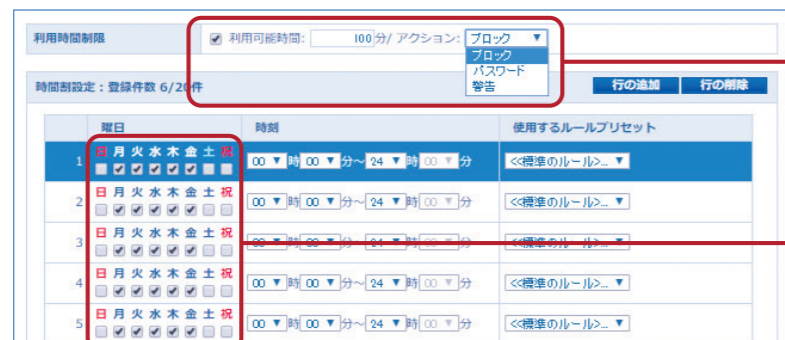 利用時間制限 利用可能時間: 100分/ アクション: ブロック
ブロック
パスワード
警告
時間割設定:登録件数 6/20件 行の追加 行の削除
曜日 時刻 使用するルールプリセット
1 日 月 火 水 木 金 土 祝 00 時 00 分～ 24 時 00 分 <<標準のルール>...
2 日 月 火 水 木 金 土 祝 00 時 00 分～ 24 時 00 分 <<標準のルール>...
3 日 月 火 水 木 金 土 祝 00 時 00 分～ 24 時 00 分 <<標準のルール>...
4 日 月 火 水 木 金 土 祝 00 時 00 分～ 24 時 00 分 <<標準のルール>...
5 日 月 火 水 木 金 土 祝 00 時 00 分～ 24 時 00 分 <<標準のルール>...